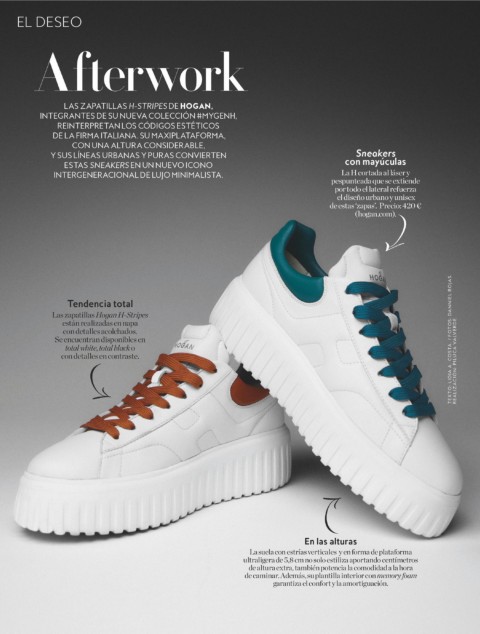 EL DESEO
Afterwork
LAS ZAPATILLAS H-STRIPES DE HOGAN,
INTEGRANTES DE SU NUEVA COLECCIÓN #MYGENH,
REINTERPRETAN LOS CÓDIGOS ESTÉTICOS
DE LA FIRMA ITALIANA. SU MAXIPLATAFORMA,
CON UNA ALTURA CONSIDERABLE,
Y SUS LÍNEAS URBANAS Y PURAS CONVIERTEN
ESTAS SNEAKERS EN UN NUEVO ICONO
INTERGENERACIONAL DE LUJO MINIMALISTA.
Sneakers
con mayúculas
La H cortada al láser y
pespunteada que se extiende
por todo el lateral refuerza
el diseño urbano y unisex
de estas 'zapas'. Precio: 420 €
(hogan.com).
HOGAN
Tendencia total
Las zapatillas Hogan H-Stripes
están realizadas en napa
con detalles acolchados.
Se encuentran disponibles en
total white, total black o
con detalles en contraste.
HOGAN
En las alturas
La suela con estrías verticales y en forma de plataforma
ultraligera de 5,8 cm no solo estiliza aportando centímetros
de altura extra, también potencia la comodidad a la hora
de caminar. Además, su plantilla interior con memory foam
garantiza el confort y la amortiguación.